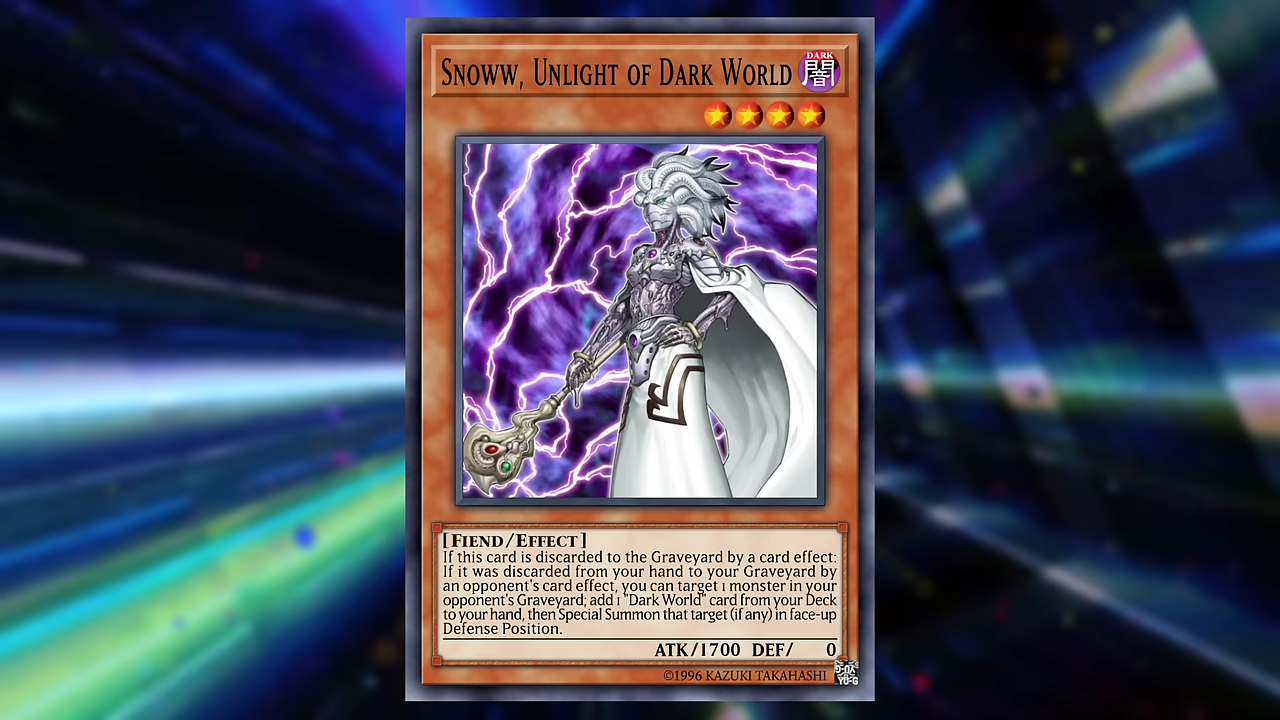 Snoww, Unlight of Dark World
DARK
闇
[Fiend/Effect]
If this card is discarded to the Graveyard by a card effect:
If it was discarded from your hand to your Graveyard by
an opponent's card effect, you can target 1 monster in your
opponent's Graveyard; add 1 "Dark World" card from your Deck
to your hand, then Special Summon that target (if any) in face-up
Defense Position.
ATK/1700 DEF/ 0
©1996 KAZUKI TAKAHASHI